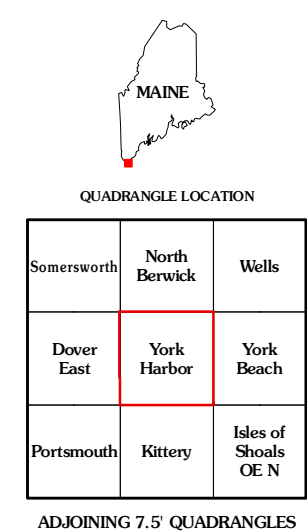 MAINE
QUADRANGLE LOCATION
Somersworth
North
Berwick
Wells
Dover
East
York
Harbor
York
Beach
Portsmouth
Kittery
Isles of
Shoals
OE N
ADJOINING 7.5' QUADRANGLES